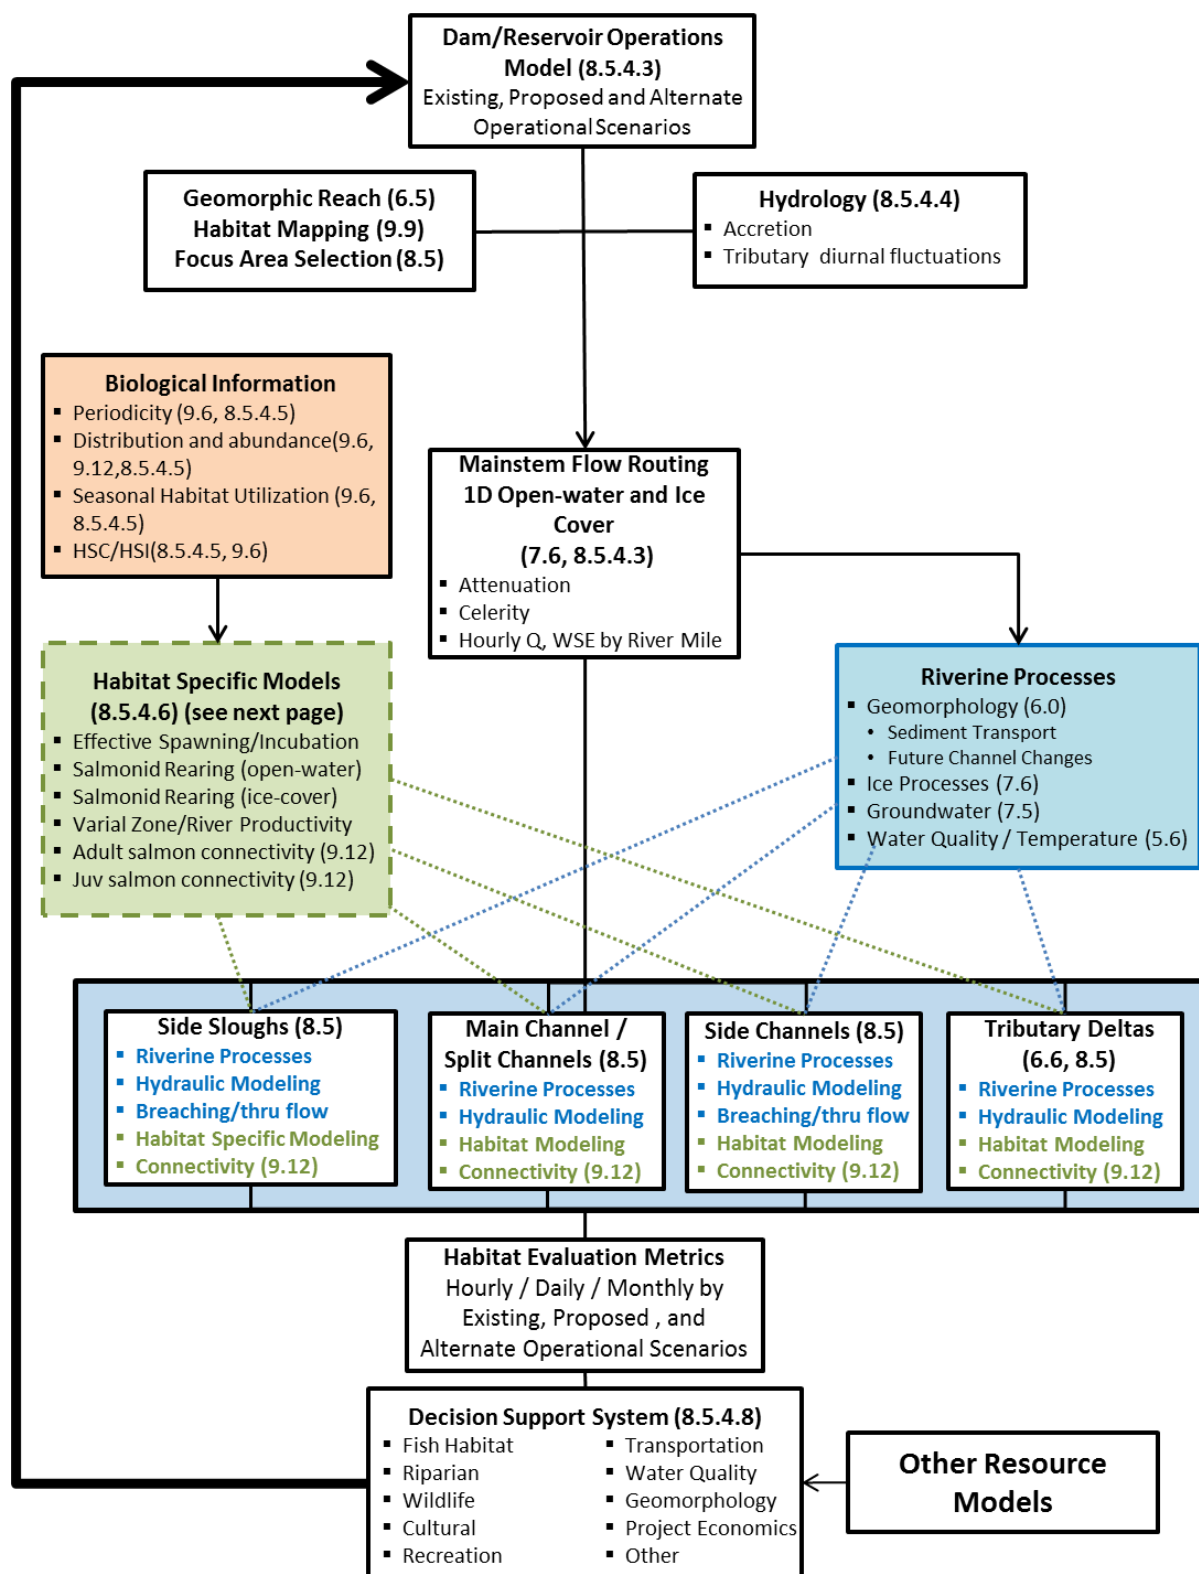 Dam/Reservoir Operations
Model (8.5.4.3)
Existing, Proposed and Alternate
Operational Scenarios
Geomorphic Reach (6.5)
Habitat Mapping (9.9)
Focus Area Selection (8.5)
Hydrology (8.5.4.4)
▪ Accretion
▪ Tributary diurnal fluctuations
Biological Information
▪ Periodicity (9.6, 8.5.4.5)
▪ Distribution and abundance(9.6,
9.12,8.5.4.5)
▪ Seasonal Habitat Utilization (9.6,
8.5.4.5)
▪ HSC/HSI(8.5.4.5, 9.6)
Mainstem Flow Routing
1D Open-water and Ice
Cover
(7.6, 8.5.4.3)
▪ Attenuation
▪ Celerity
▪ Hourly Q, WSE by River Mile
Habitat Specific Models
(8.5.4.6) (see next page)
▪ Effective Spawning/Incubation
▪ Salmonid Rearing (open-water)
▪ Salmonid Rearing (ice-cover)
▪ Varial Zone/River Productivity
▪ Adult salmon connectivity (9.12)
▪ Juv salmon connectivity (9.12)
Riverine Processes
▪ Geomorphology (6.0)
• Sediment Transport
• Future Channel Changes
▪ Ice Processes (7.6)
▪ Groundwater (7.5)
▪ Water Quality / Temperature (5.6)
Side Sloughs (8.5)
▪ Riverine Processes
▪ Hydraulic Modeling
▪ Breaching/thru flow
▪ Habitat Specific Modeling
▪ Connectivity (9.12)
Main Channel /
Split Channels (8.5)
▪ Riverine Processes
▪ Hydraulic Modeling
▪ Habitat Modeling
▪ Connectivity (9.12)
Side Channels (8.5)
▪ Riverine Processes
▪ Hydraulic Modeling
▪ Breaching/thru flow
▪ Habitat Modeling
▪ Connectivity (9.12)
Tributary Deltas
(6.6, 8.5)
▪ Riverine Processes
▪ Hydraulic Modeling
▪ Habitat Modeling
▪ Connectivity (9.12)
Habitat Evaluation Metrics
Hourly / Daily / Monthly by
Existing, Proposed , and
Alternate Operational Scenarios
Decision Support System (8.5.4.8)
▪ Fish Habitat
▪ Riparian
▪ Wildlife
▪ Cultural
▪ Recreation
▪ Transportation
▪ Water Quality
▪ Geomorphology
▪ Project Economics
▪ Other
Other Resource
Models